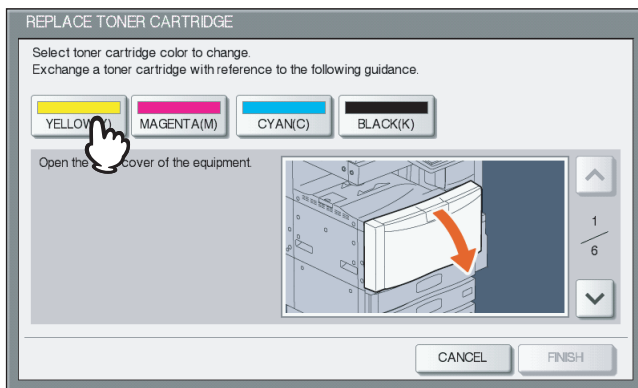 REPLACE TONER CARTRIDGE
Select toner cartridge color to change.
Exchange a toner cartridge with reference to the following guidance.
YELLOW( )
MAGENTA(M)
CYAN(C)
BLACK(K)
Open the cover of the equipment.
1
6
CANCEL
FINISH